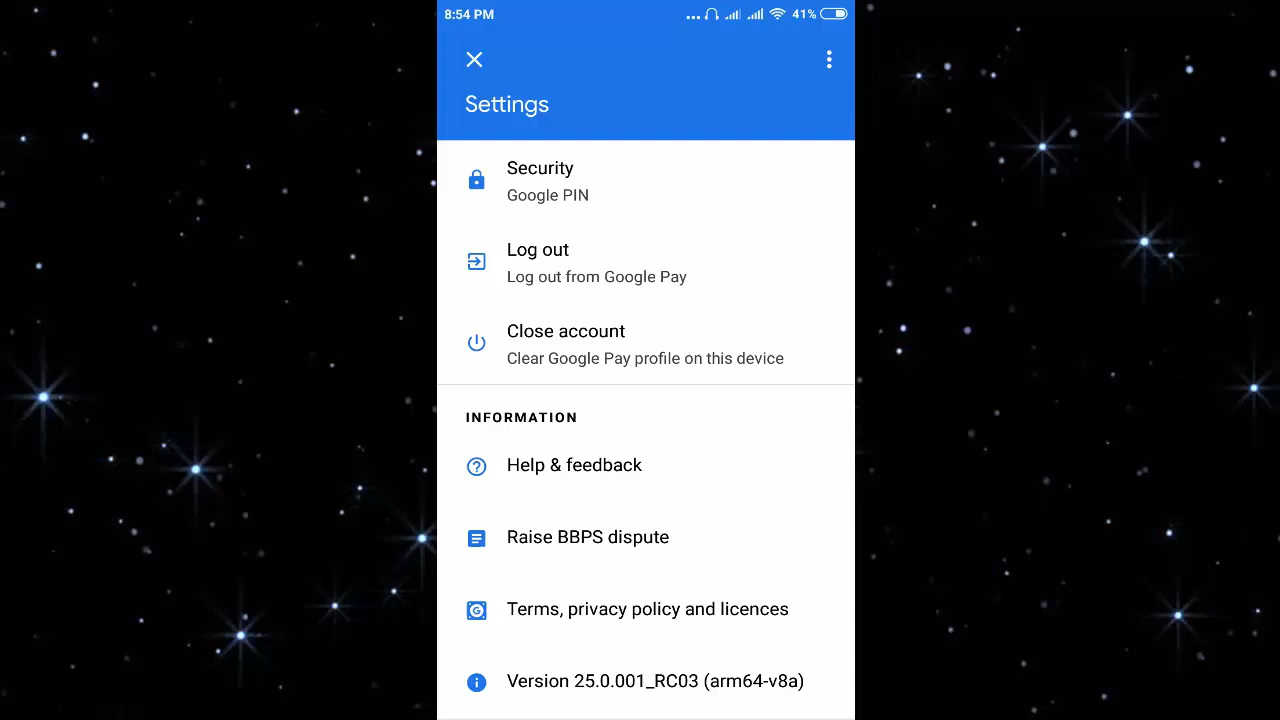 8:54 PM 41%
Settings
Security
Google PIN
Log out
Log out from Google Pay
Close account
Clear Google Pay profile on this device
INFORMATION
Help & feedback
Raise BBPS dispute
Terms, privacy policy and licences
Version 25.0.001_RC03 (arm64-v8a)